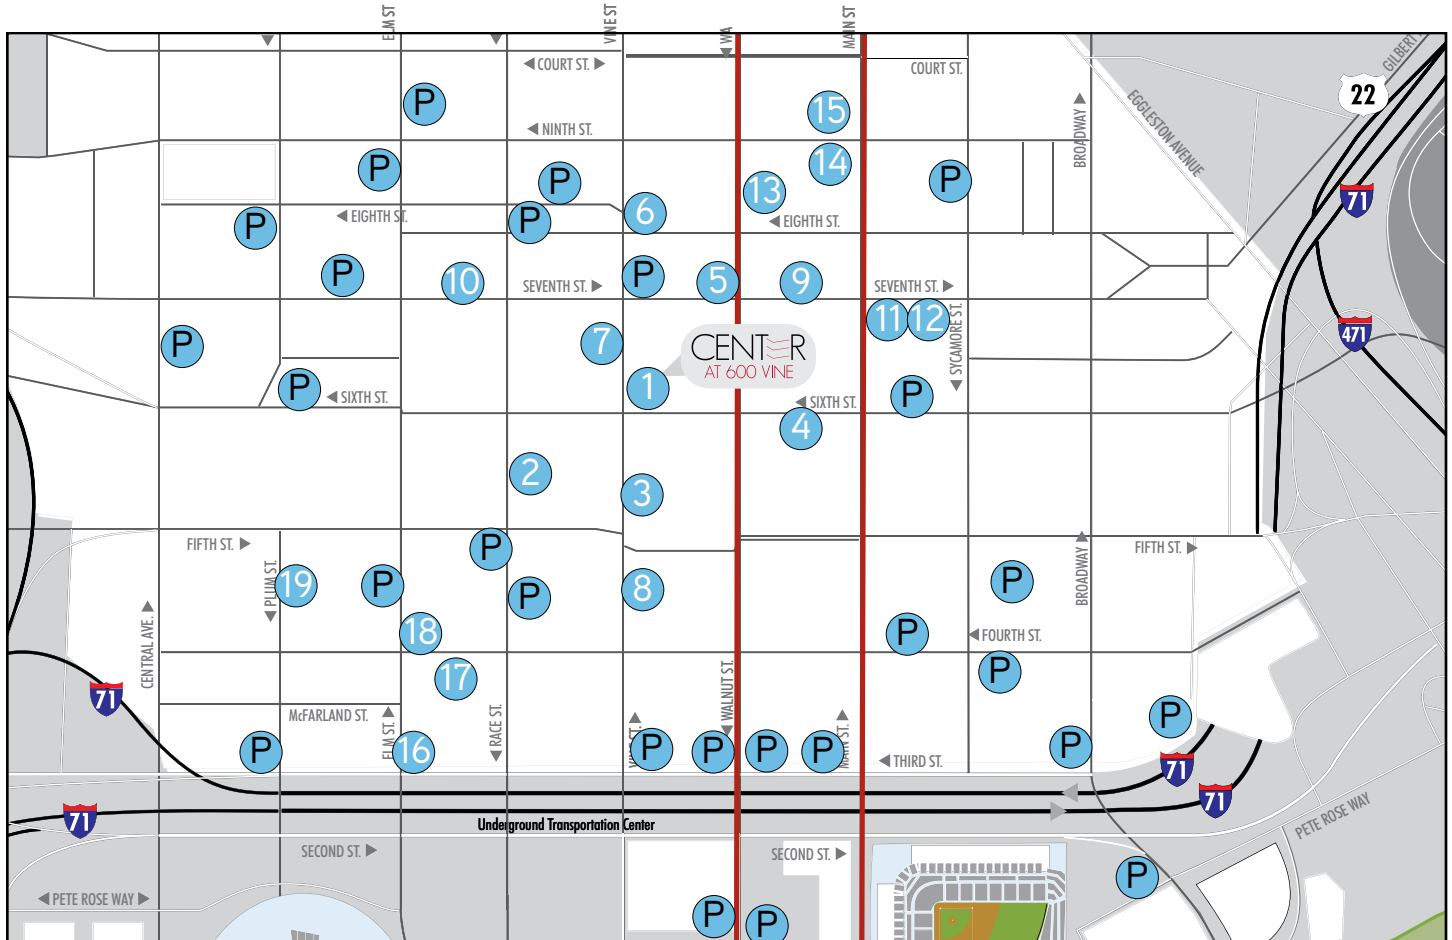 ELM ST
VINE ST
WA
MAIN ST
COURT ST.
COURT ST.
GILBERT
22
P
15
EGGLESTON AVENUE
BROADWAY
NINTH ST.
14
P
P
P
13
71
EIGHTH ST.
P
6
EIGHTH ST.
P
P
10
SEVENTH ST.
P
5
9
SEVENTH ST.
11
12
SYCAMORE ST.
471
P
7
CENTER
AT 600 VINE
1
P
SIXTH ST.
SIXTH ST.
P
4
2
3
FIFTH ST.
P
BROADWAY
FIFTH ST.
PLUM ST.
19
P
P
8
P
CENTRAL AVE.
18
P
FOURTH ST.
17
P
WALNUT ST.
71
McFARLAND ST.
ELM ST.
16
RACE ST.
P
VINE ST.
P
P
P
P
MAIN ST.
THIRD ST.
P
P
71
71
71
Underground Transportation Center
PETE ROSE WAY
SECOND ST.
SECOND ST.
P
PETE ROSE WAY
P
P